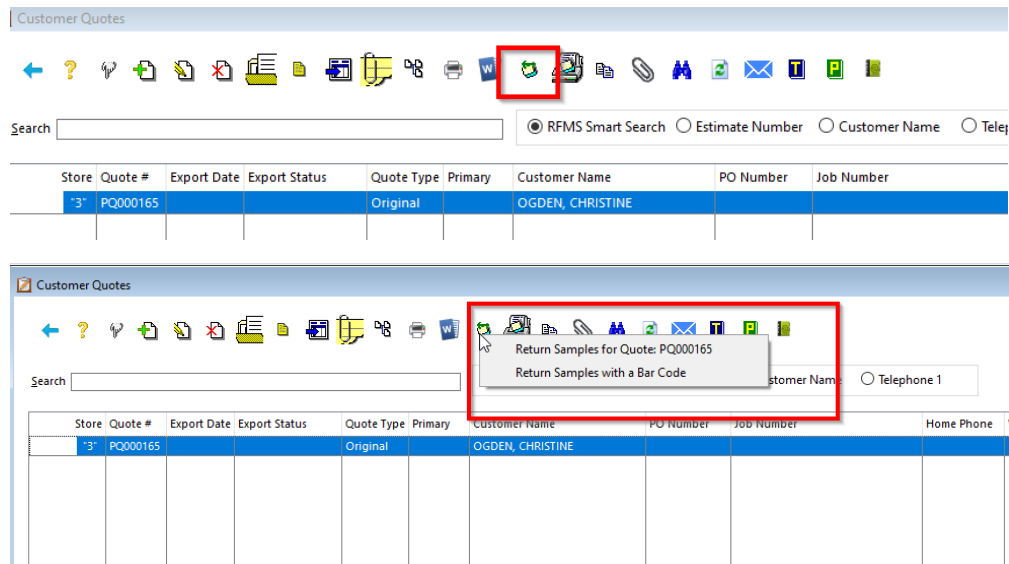 Customer Quotes
Search
RFMS Smart Search Estimate Number Customer Name
Store Quote # Export Date Export Status Quote Type Primary Customer Name PO Number Job Number
"3" PQ000165 Original OGDEN, CHRISTINE
Customer Quotes
Return Samples for Quote: PQ000165
Return Samples with a Bar Code
Search Name Telephone 1
Store Quote # Export Date Export Status Quote Type Primary Customer Name PO Number Job Number Home Phone
"3" PQ000165 Original OGDEN, CHRISTINE